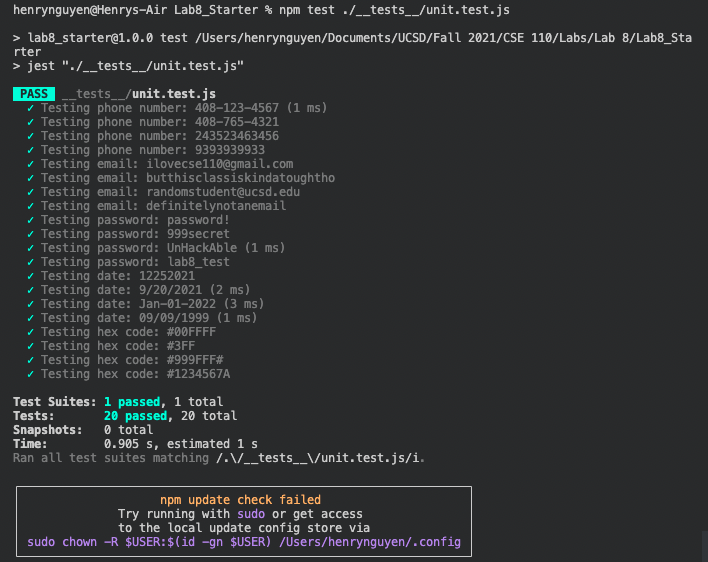 henrynguyen@Henrys-Air Lab8_Starter % npm test ./__tests__/unit.test.js
> lab8_starter@1.0.0 test /Users/henrynguyen/Documents/UCSD/Fall 2021/CSE 110/Labs/Lab 8/Lab8_Sta
rter
> jest "./__tests__/unit.test.js"
PASS __tests__/unit.test.js
✓ Testing phone number: 408-123-4567 (1 ms)
✓ Testing phone number: 408-765-4321
✓ Testing phone number: 243523463456
✓ Testing phone number: 9393939933
✓ Testing email: ilovecse110@gmail.com
✓ Testing email: butthisclassiskindatoughtho
✓ Testing email: randomstudent@ucsd.edu
✓ Testing email: definitelynotanemail
✓ Testing password: password!
✓ Testing password: 999secret
✓ Testing password: UnHackAble (1 ms)
✓ Testing password: lab8_test
✓ Testing date: 12252021
✓ Testing date: 9/20/2021 (2 ms)
✓ Testing date: Jan-01-2022 (3 ms)
✓ Testing date: 09/09/1999 (1 ms)
✓ Testing hex code: #00FFFF
✓ Testing hex code: #3FF
✓ Testing hex code: #999FFF#
✓ Testing hex code: #1234567A
Test Suites: 1 passed, 1 total
Tests: 20 passed, 20 total
Snapshots: 0 total
Time: 0.905 s, estimated 1 s
Ran all test suites matching /.\/__tests__\/unit.test.js/i.
npm update check failed
Try running with sudo or get access
to the local update config store via
sudo chown -R $USER:$(id -gn $USER) /Users/henrynguyen/.config